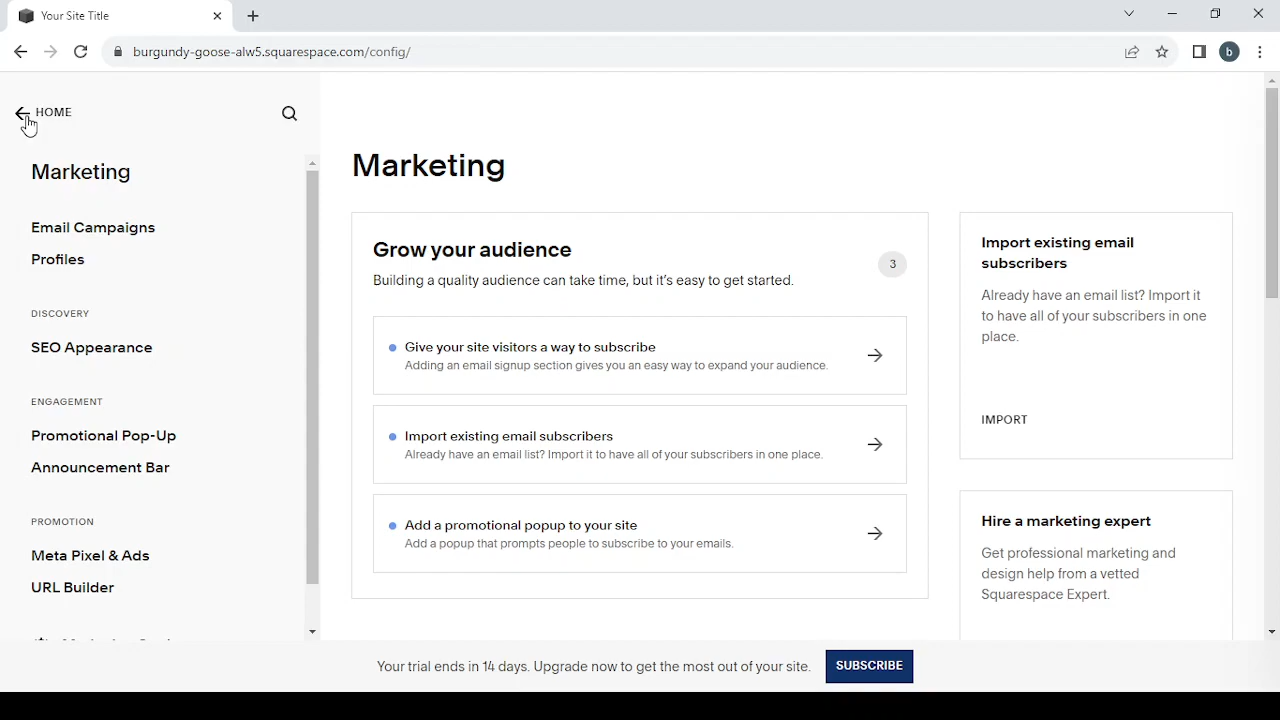 Your Site Title
burgundy-goose-alw5.squarespace.com/config/
b
HOME
Marketing
Email Campaigns
Profiles
DISCOVERY
SEO Appearance
ENGAGEMENT
Promotional Pop-Up
Announcement Bar
PROMOTION
Meta Pixel & Ads
URL Builder
Marketing
Grow your audience
Building a quality audience can take time, but it's easy to get started.
3
Give your site visitors a way to subscribe
Adding an email signup section gives you an easy way to expand your audience.
Import existing email subscribers
Already have an email list? Import it to have all of your subscribers in one place.
Add a promotional popup to your site
Add a popup that prompts people to subscribe to your emails.
Import existing email
subscribers
Already have an email list? Import it
to have all of your subscribers in one
place.
IMPORT
Hire a marketing expert
Get professional marketing and
design help from a vetted
Squarespace Expert.
Your trial ends in 14 days. Upgrade now to get the most out of your site.
SUBSCRIBE